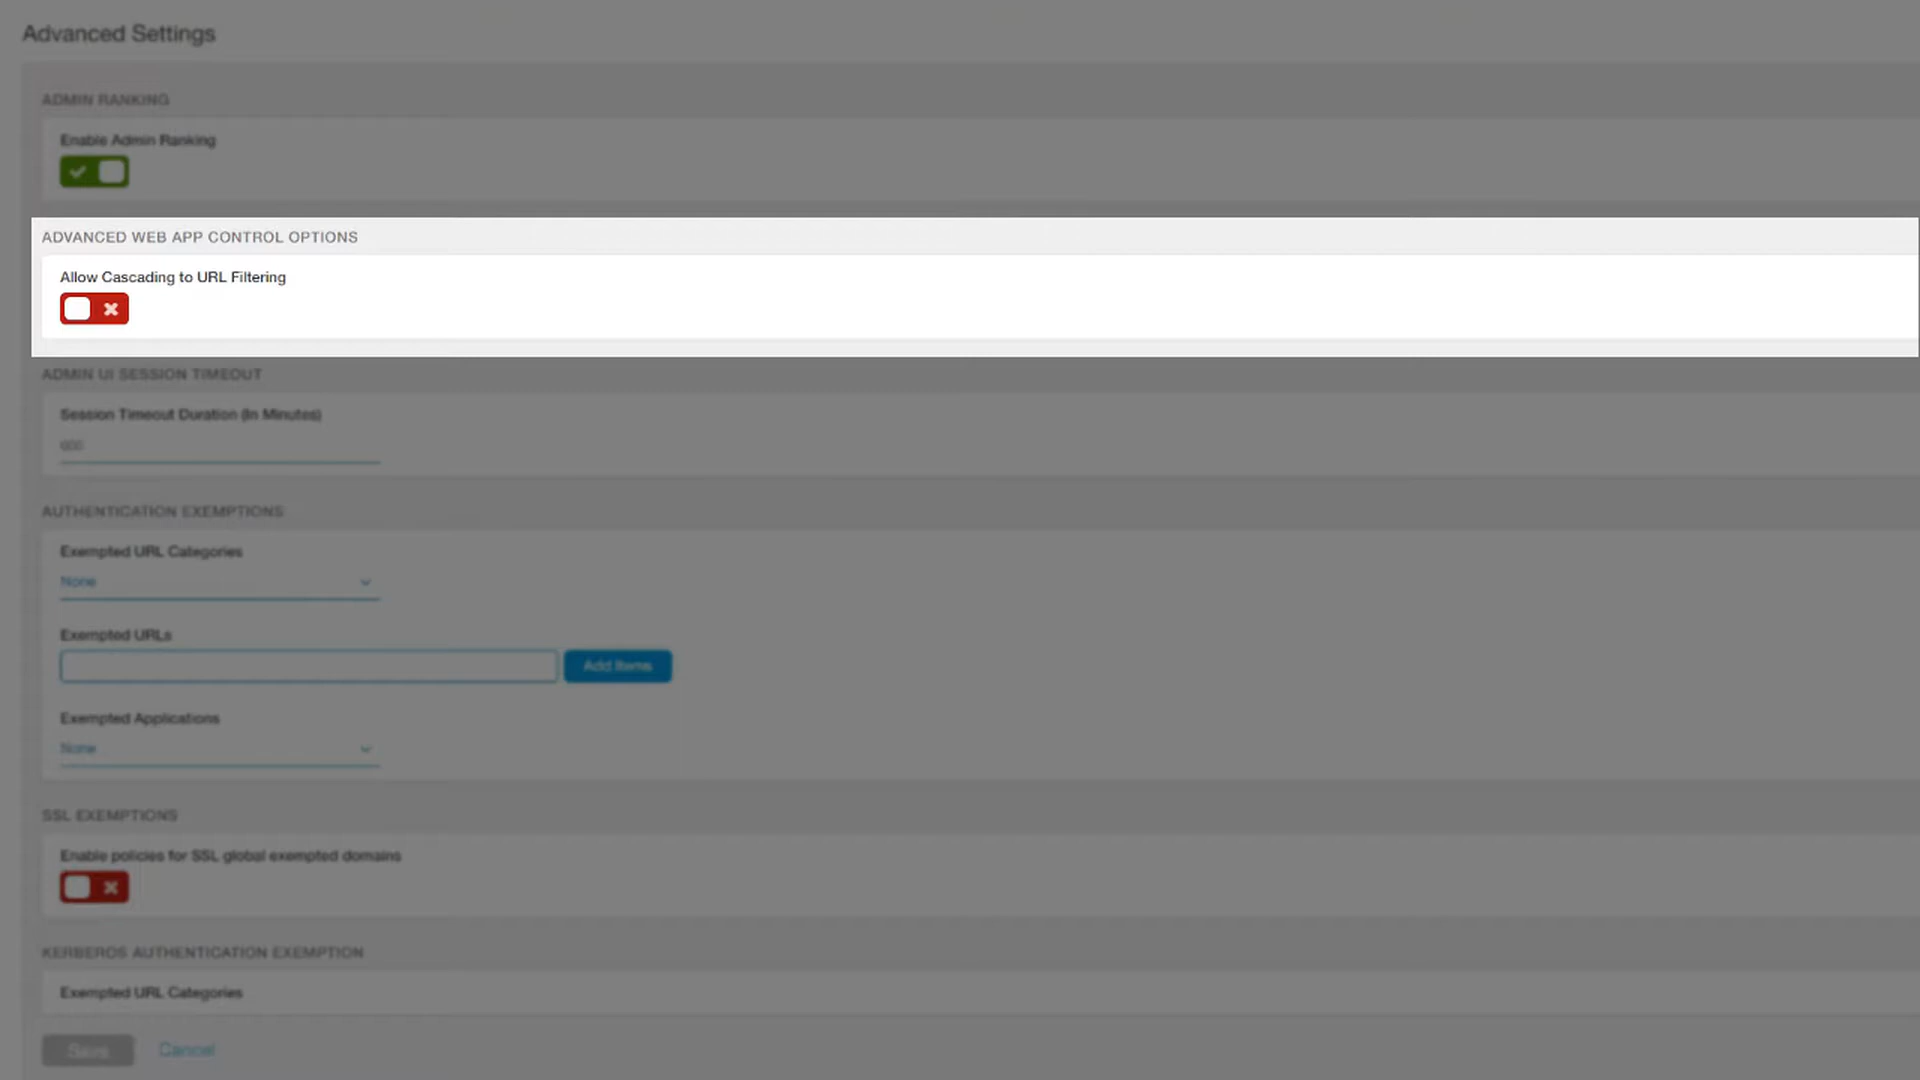 Advanced Settings
ADMIN RANKING
Enable Admin Ranking
ADVANCED WEB APP CONTROL OPTIONS
Allow Cascading to URL Filtering
ADMIN UI SESSION TIMEOUT
Session Timeout Duration (In Minutes)
AUTHENTICATION EXEMPTIONS
Exempted URL Categories
None
Exempted URLs
Add Items
Exempted Applications
None
SSL EXEMPTIONS
Enable policies for SSL global exempted domains
KERBEROS AUTHENTICATION EXEMPTION
Exempted URL Categories
Save Cancel